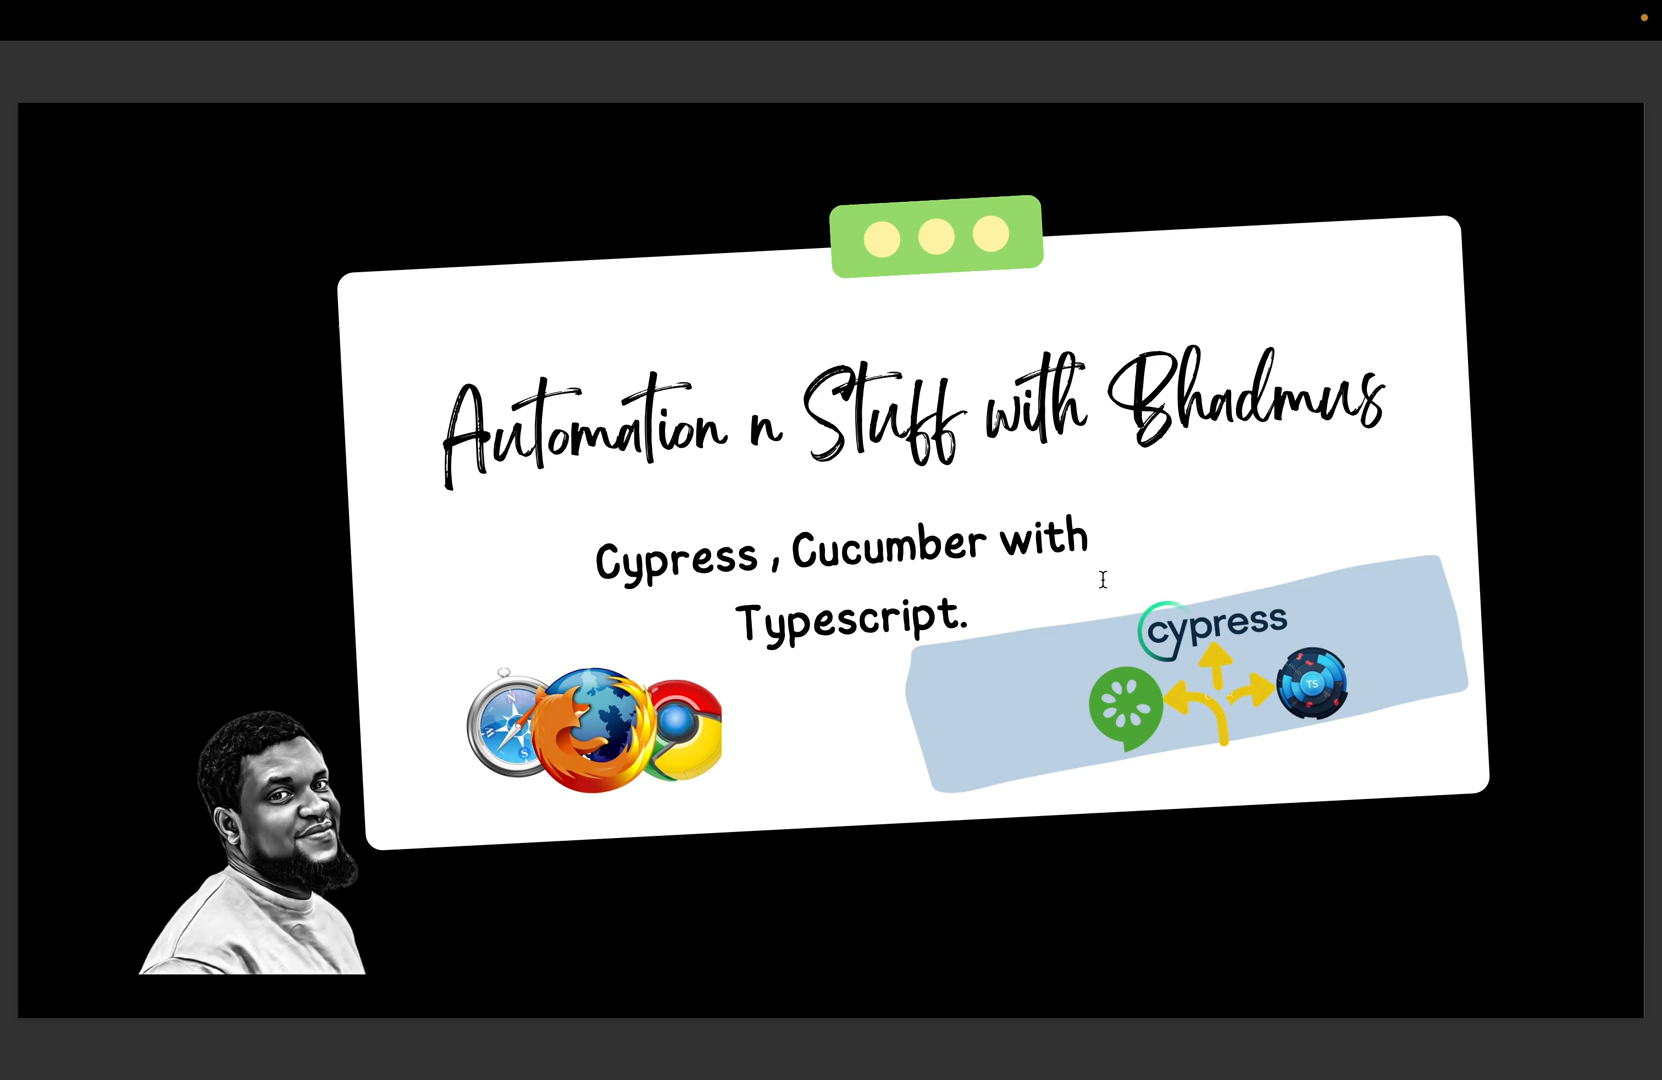 Automation n Stuff with Bhadmus
Cypress , Cucumber with
Typescript.
cypress
TS
N
W
S